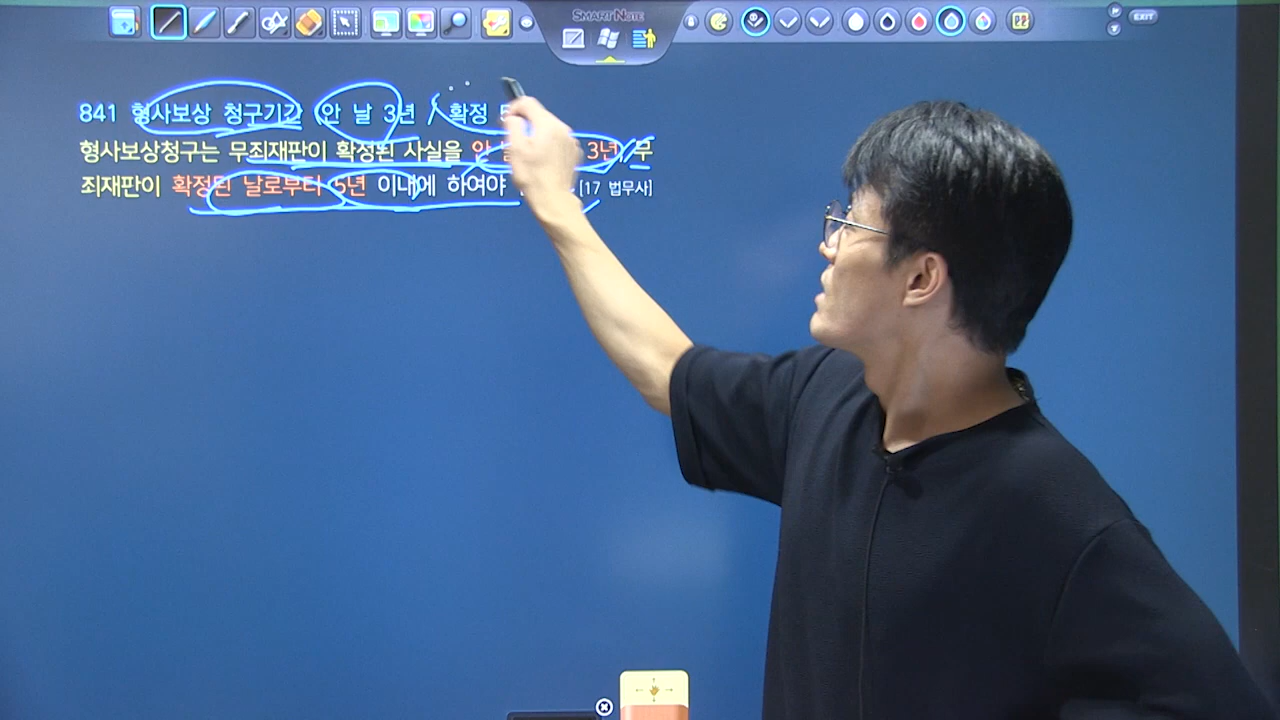 SMARTNOTE
EXIT
841 형사보상 청구기간 (안 날 3년 / 확정 5
형사보상청구는 무죄재판이 확정된 사실을 안 3년, 무
죄재판이 확정된 날로부터 5년 이내에 하여야 [17 법무사]